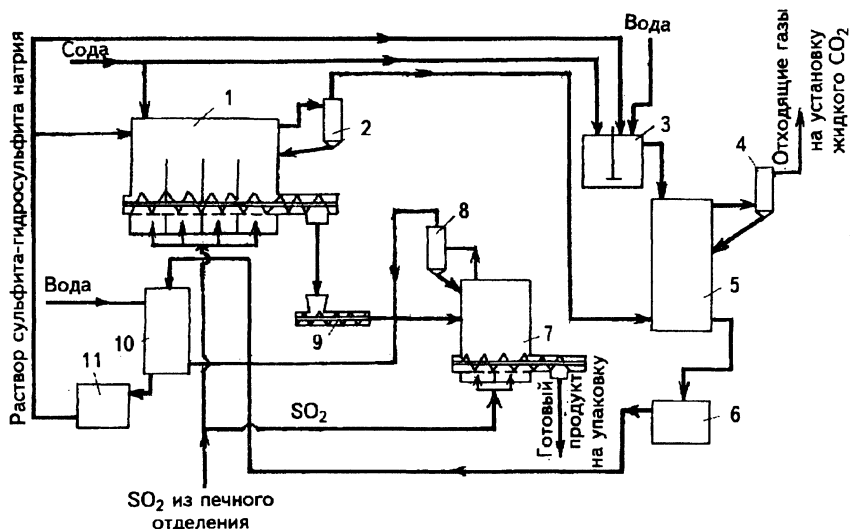 Раствор сульфита-гидросульфита натрия
Сода
Вода
Отходящие газы
на установку
жидкого CO2
1
2
3
4
8
Вода
5
10
9
7
11
SO2
Готовый
продукт
на упаковку
6
SO2 из печного
отделения